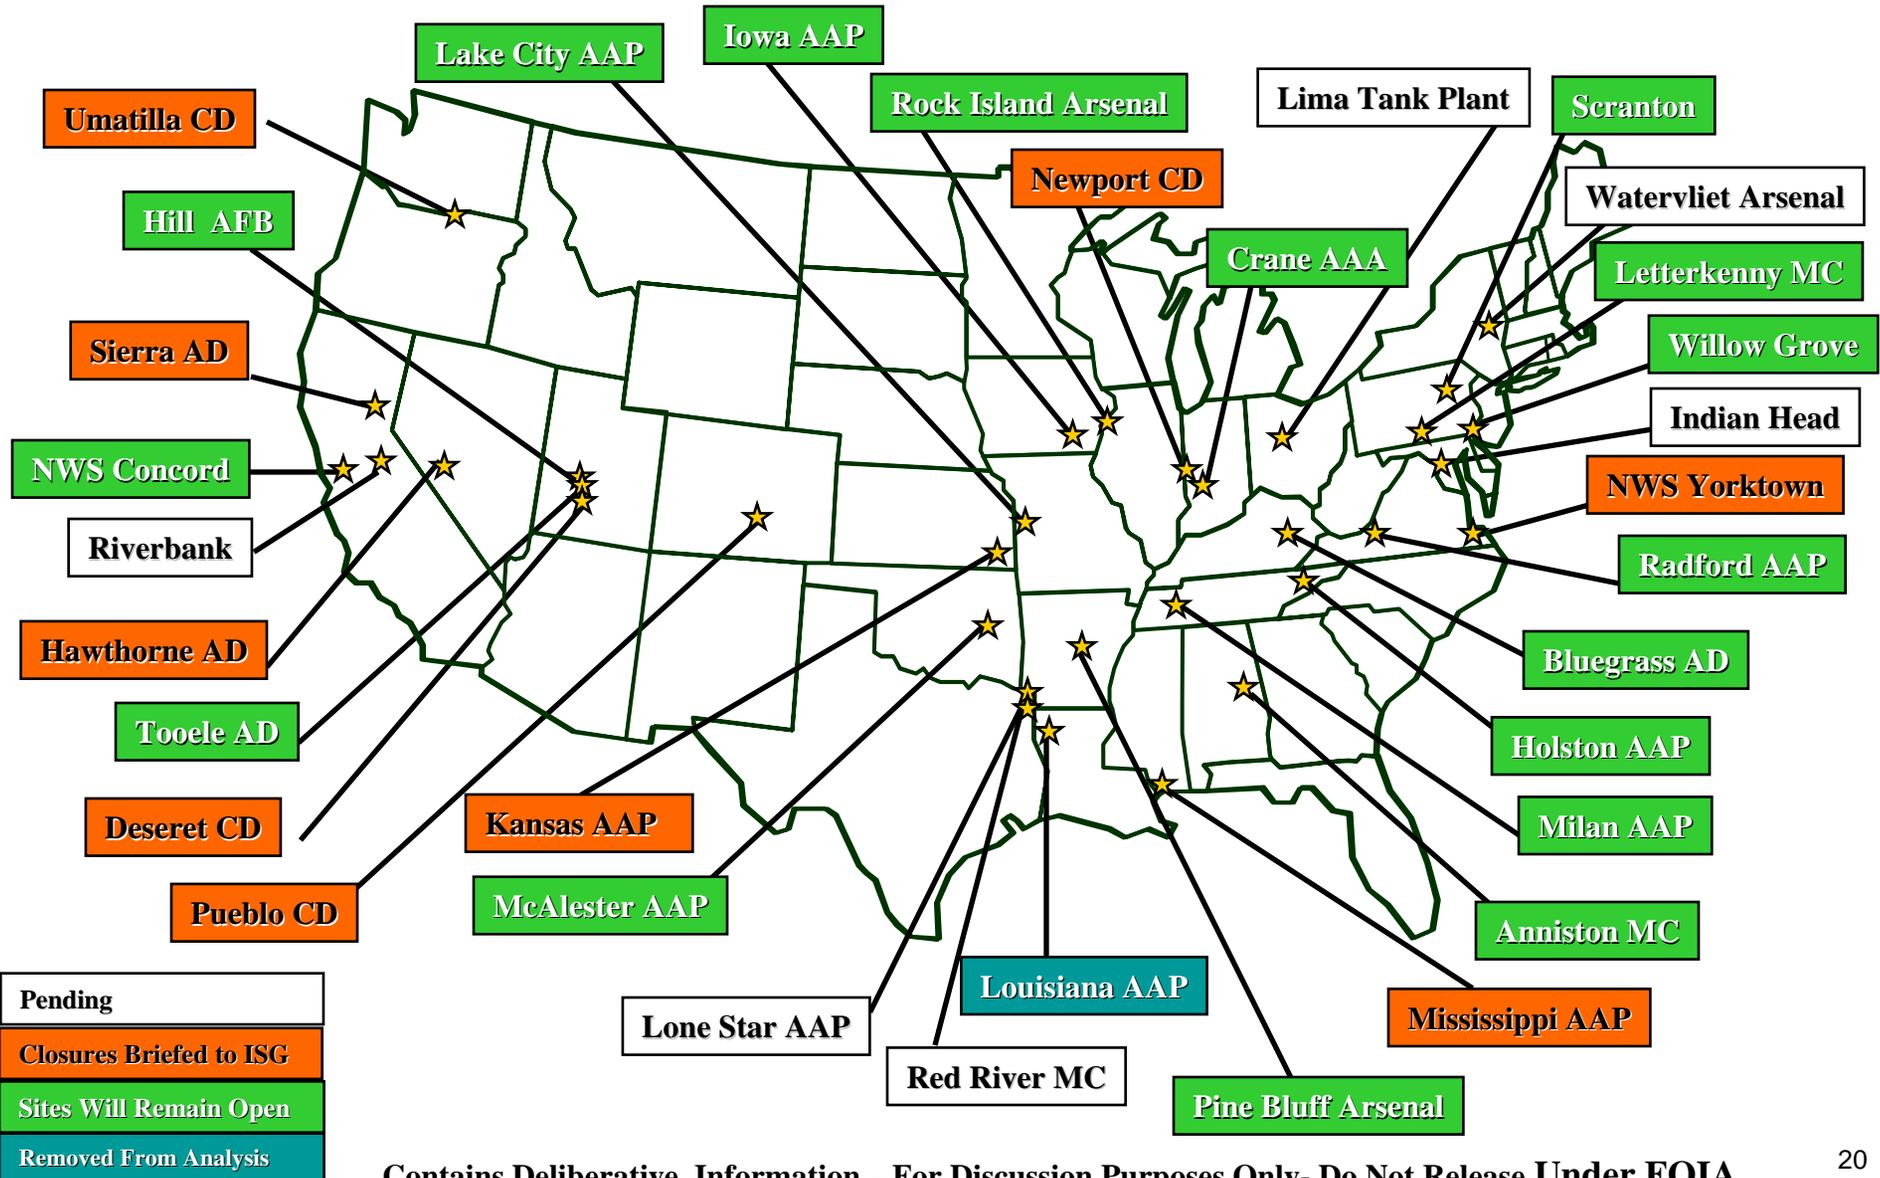 Iowa AAP
Lake City AAP
Rock Island Arsenal
Lima Tank Plant
Scranton
Umatilla CD
Newport CD
Watervliet Arsenal
Hill AFB
Crane AAA
Letterkenny MC
Sierra AD
Willow Grove
Indian Head
NWS Concord
NWS Yorktown
Riverbank
Radford AAP
Hawthorne AD
Bluegrass AD
Tooele AD
Holston AAP
Deseret CD
Kansas AAP
Milan AAP
Pueblo CD
McAlester AAP
Anniston MC
Louisiana AAP
Lone Star AAP
Mississippi AAP
Red River MC
Pine Bluff Arsenal
Pending
Closures Briefed to ISG
Sites Will Remain Open
Removed From Analysis
Contains Deliberative Information – For Discussion Purposes Only- Do Not Release Under FOIA
20